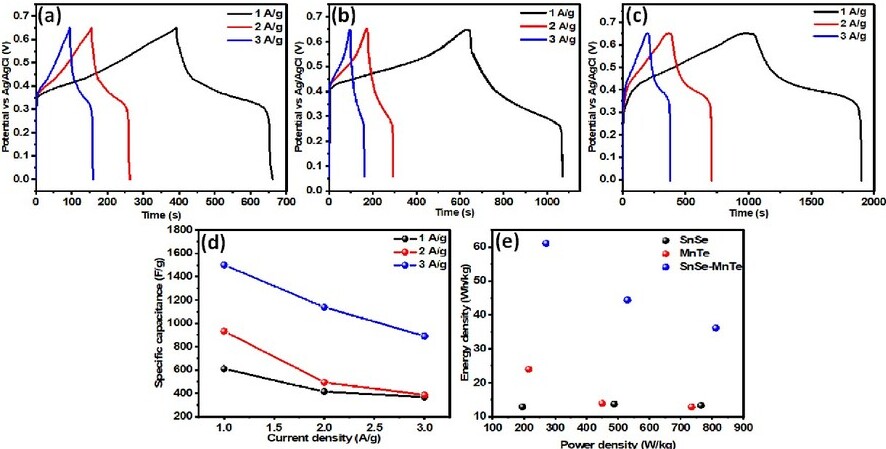 (a)
1 A/g
2 A/g
3 A/g
Potential vs Ag/AgCl (V)
0.7
0.6
0.5
0.4
0.3
0.2
0.1
0.0
0 100 200 300 400 500 600 700
Time (s)
(b)
1 A/g
2 A/g
3 A/g
Potential vs Ag/AgCl (V)
0.7
0.6
0.5
0.4
0.3
0.2
0.1
0.0
0 200 400 600 800 1000
Time (s)
(c)
1 A/g
2 A/g
3 A/g
Potential vs Ag/AgCl (V)
0.7
0.6
0.5
0.4
0.3
0.2
0.1
0.0
0 500 1000 1500 2000
Time (s)
(d)
1 A/g
2 A/g
3 A/g
Specific capacitance (F/g)
1800
1600
1400
1200
1000
800
600
400
200
1.0 1.5 2.0 2.5 3.0
Current density (A/g)
(e)
SnSe
MnTe
SnSe-MnTe
Energy density (Wh/kg)
60
50
40
30
20
10
100 200 300 400 500 600 700 800 900
Power density (W/kg)